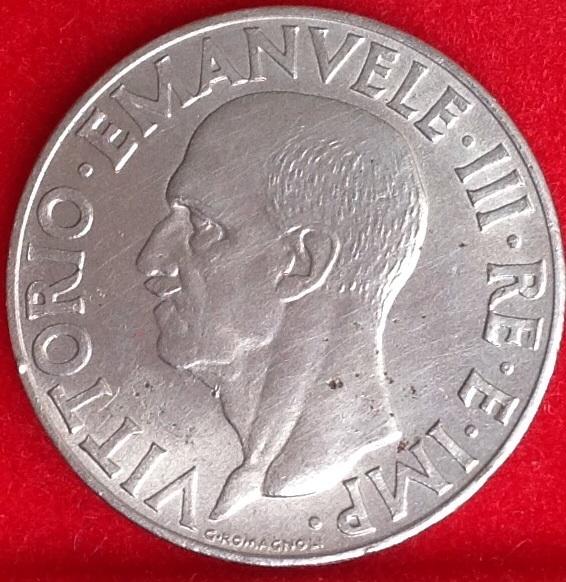 VITTORIO · EMANVELE · III · RE · E · IMP
G·ROMAGNOLI